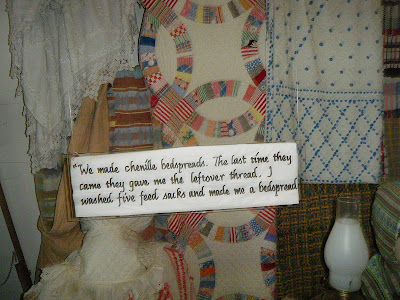 "We made chenille bedspreads. The last time they
came they gave me the leftover thread. I
washed five feed sacks and made me a bedspread